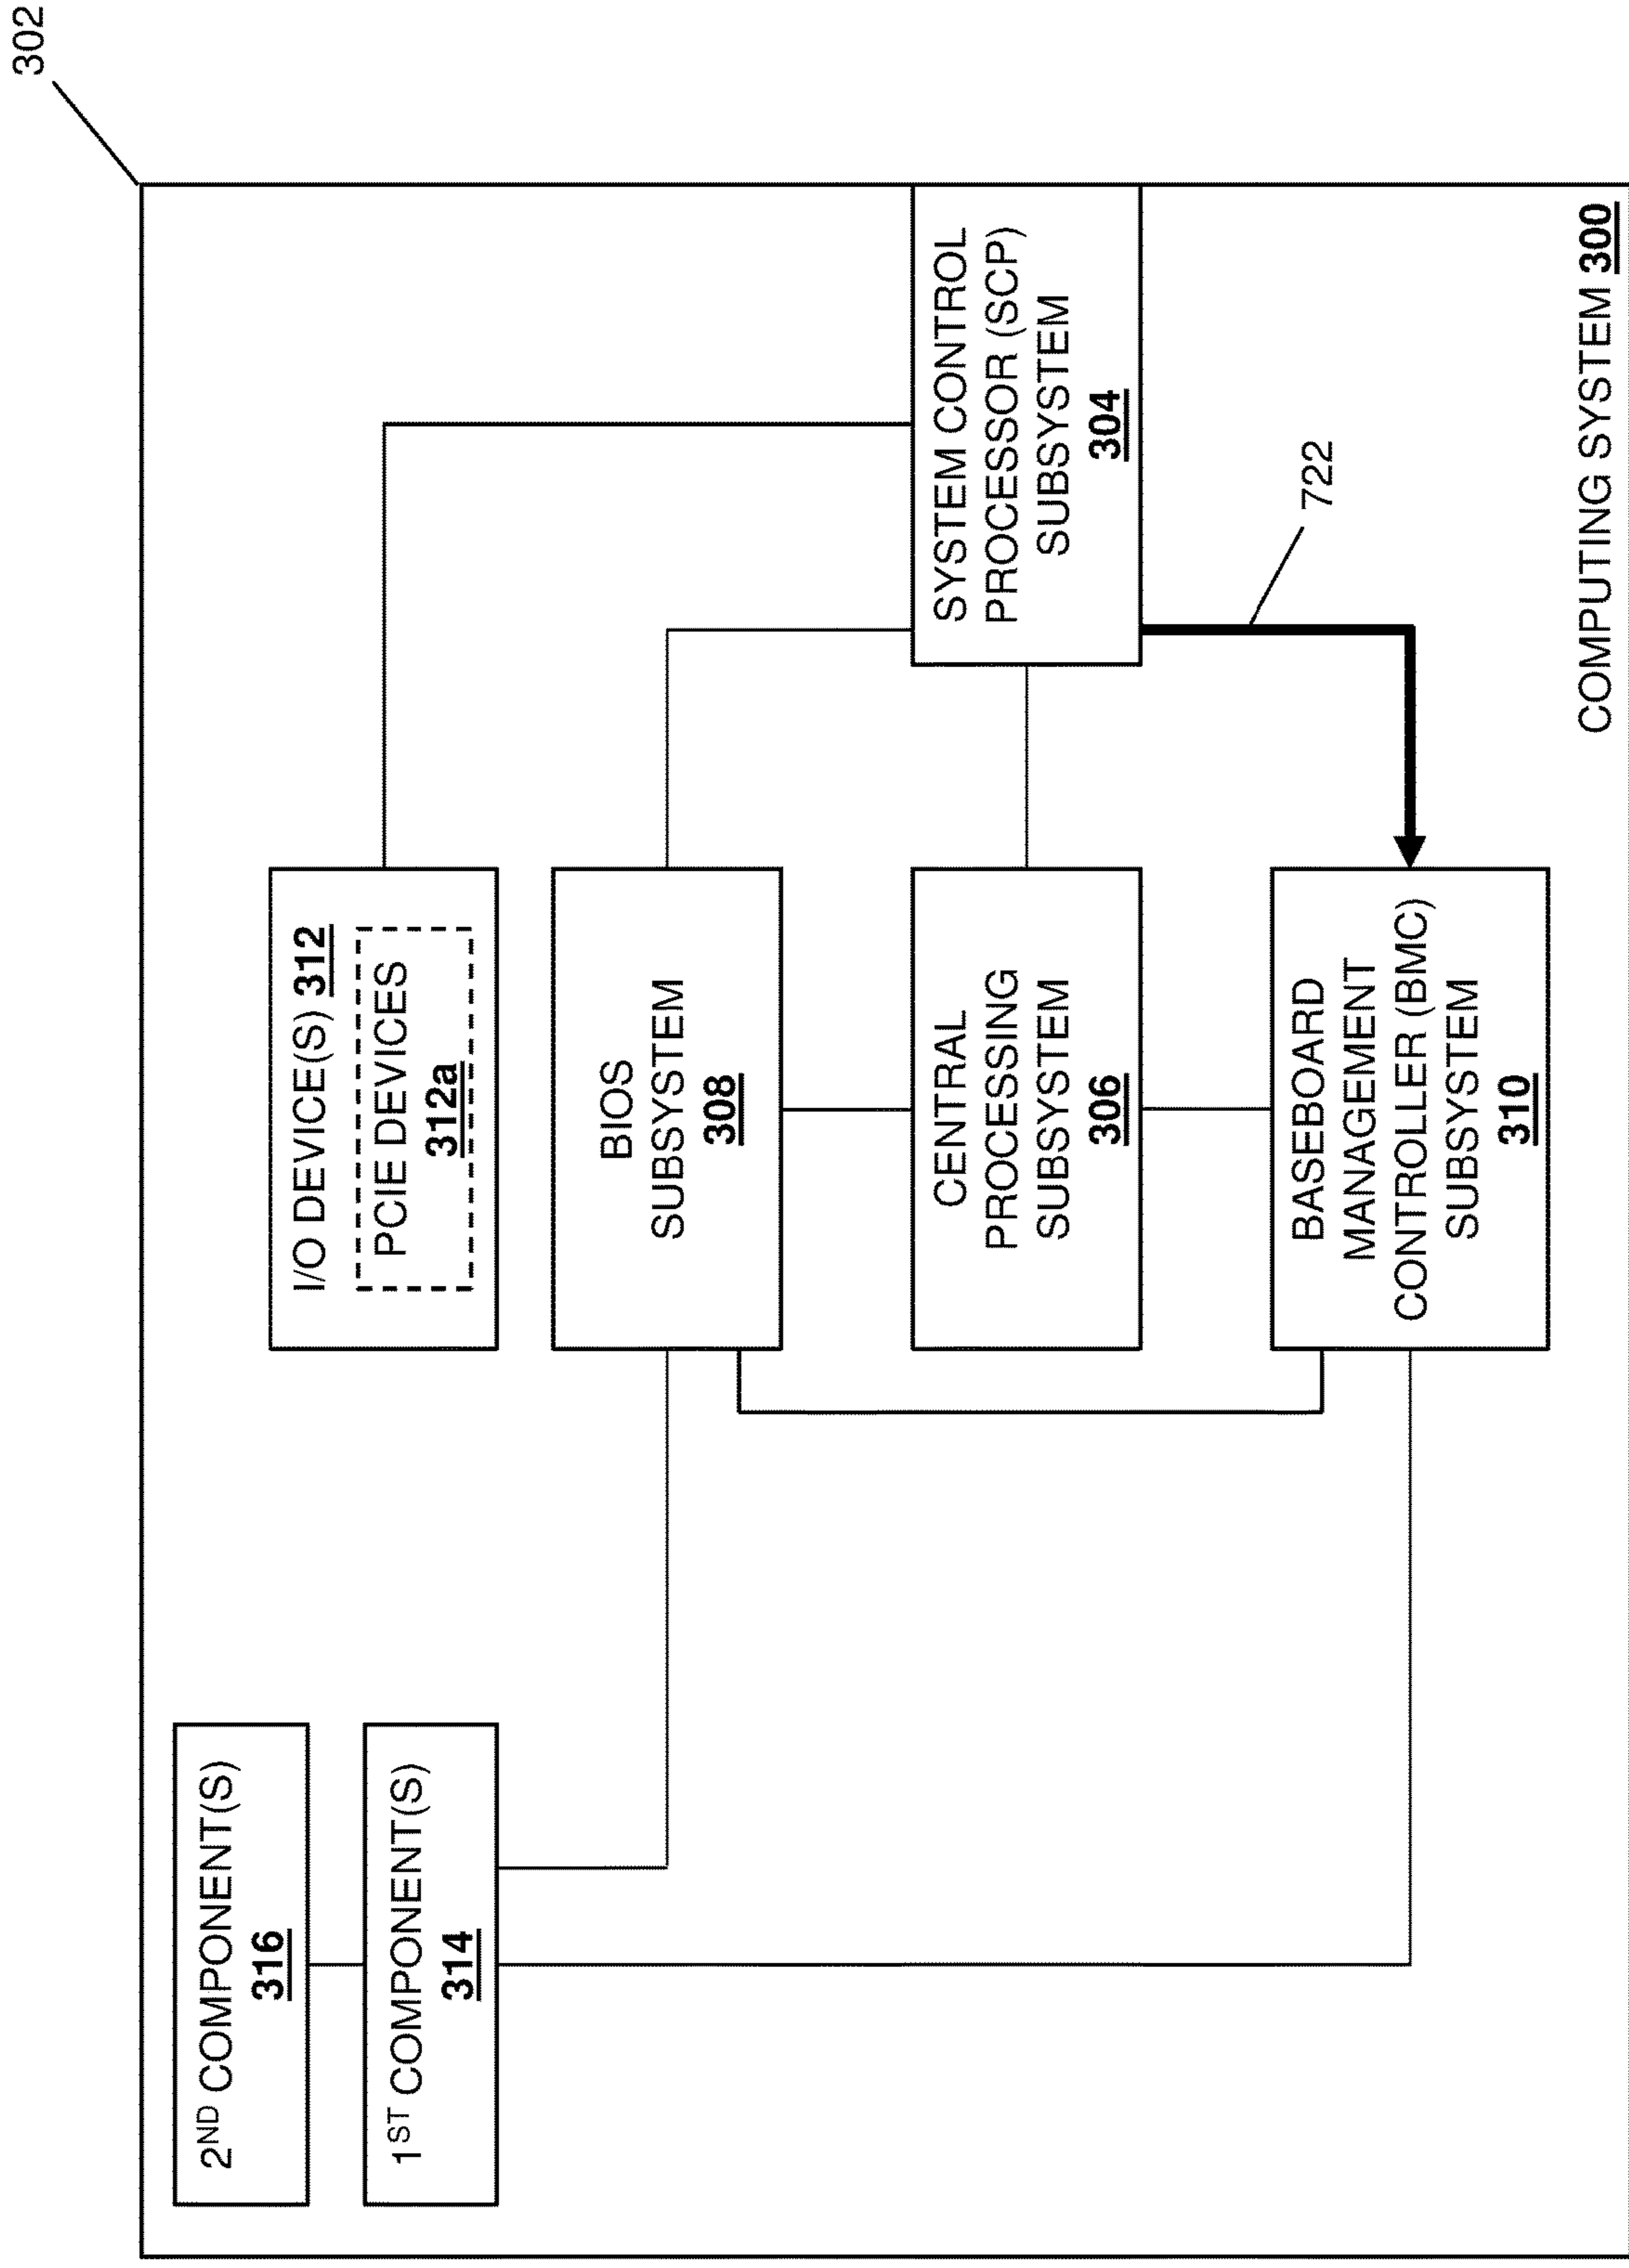 302
2ND COMPONENT(S)
316
1ST COMPONENT(S)
314
I/O DEVICE(S) 312
PCIE DEVICES
312a
BIOS
SUBSYSTEM
308
CENTRAL
PROCESSING
SUBSYSTEM
306
BASEBOARD
MANAGEMENT
CONTROLLER (BMC)
SUBSYSTEM
310
SYSTEM CONTROL
PROCESSOR (SCP)
SUBSYSTEM
304
722
COMPUTING SYSTEM 300